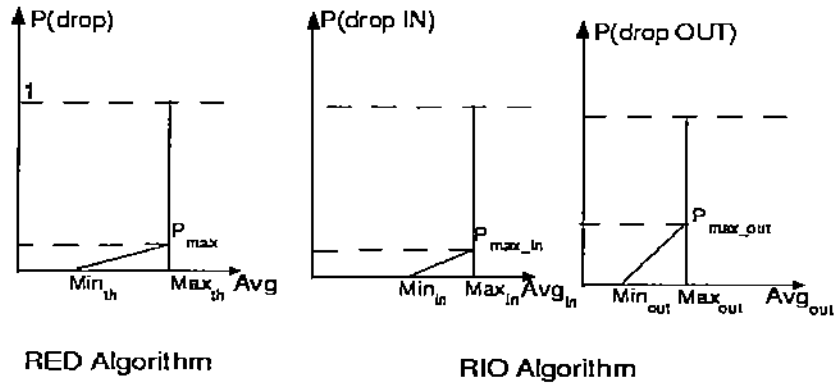 P(drop)
1
P max
Min th
Max th
Avg
RED Algorithm
P(drop IN)
P max_in
Min in
Max in
Avg in
P(drop OUT)
P max_out
Min out
Max out
Avg out
RIO Algorithm